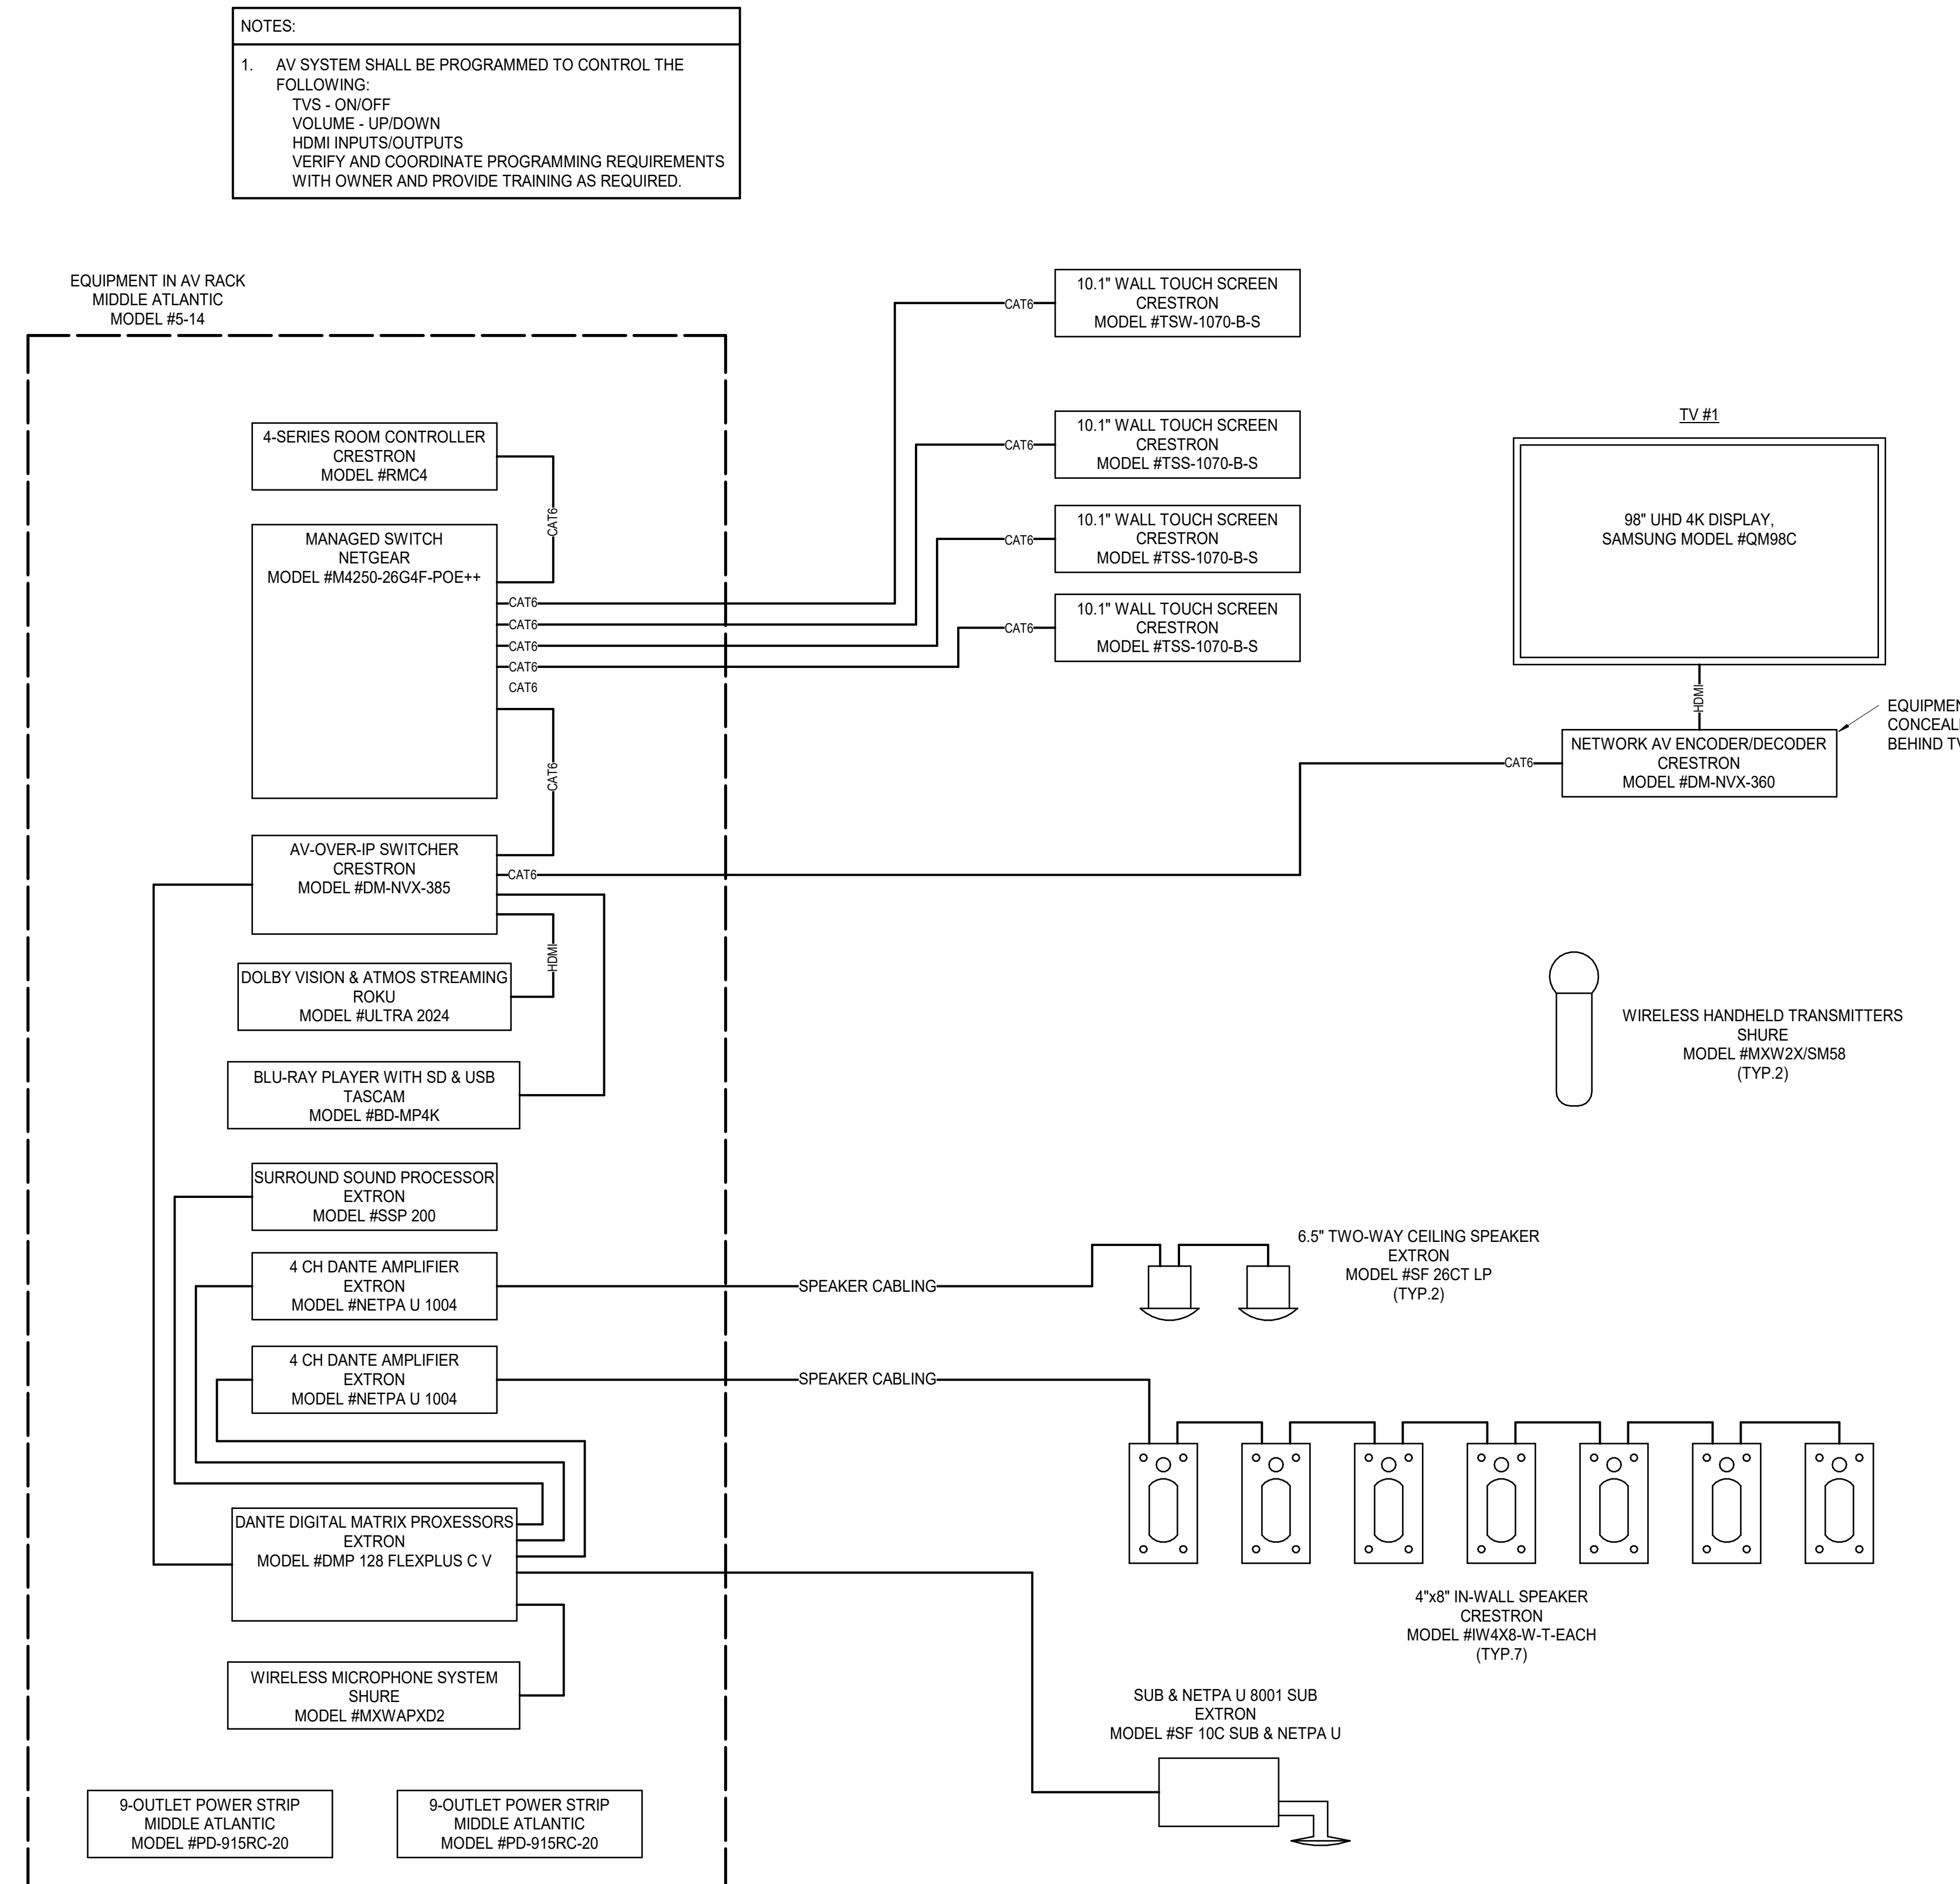 NOTES:
1. AV SYSTEM SHALL BE PROGRAMMED TO CONTROL THE
FOLLOWING:
TVS - ON/OFF
VOLUME - UP/DOWN
HDMI INPUTS/OUTPUTS
VERIFY AND COORDINATE PROGRAMMING REQUIREMENTS
WITH OWNER AND PROVIDE TRAINING AS REQUIRED.
EQUIPMENT IN AV RACK
MIDDLE ATLANTIC
MODEL #5-14
4-SERIES ROOM CONTROLLER
CRESTRON
MODEL #RMC4
CAT6
MANAGED SWITCH
NETGEAR
MODEL #M4250-26G4F-POE++
CAT6
CAT6
CAT6
CAT6
CAT6
CAT6
AV-OVER-IP SWITCHER
CRESTRON
MODEL #DM-NVX-385
CAT6
HDMI
DOLBY VISION & ATMOS STREAMING
ROKU
MODEL #ULTRA 2024
BLU-RAY PLAYER WITH SD & USB
TASCAM
MODEL #BD-MP4K
SURROUND SOUND PROCESSOR
EXTRON
MODEL #SSP 200
4 CH DANTE AMPLIFIER
EXTRON
MODEL #NETPA U 1004
SPEAKER CABLING
4 CH DANTE AMPLIFIER
EXTRON
MODEL #NETPA U 1004
SPEAKER CABLING
DANTE DIGITAL MATRIX PROXESSORS
EXTRON
MODEL #DMP 128 FLEXPLUS C V
WIRELESS MICROPHONE SYSTEM
SHURE
MODEL #MXWAPXD2
9-OUTLET POWER STRIP
MIDDLE ATLANTIC
MODEL #PD-915RC-20
9-OUTLET POWER STRIP
MIDDLE ATLANTIC
MODEL #PD-915RC-20
CAT6
10.1" WALL TOUCH SCREEN
CRESTRON
MODEL #TSW-1070-B-S
CAT6
10.1" WALL TOUCH SCREEN
CRESTRON
MODEL #TSS-1070-B-S
CAT6
10.1" WALL TOUCH SCREEN
CRESTRON
MODEL #TSS-1070-B-S
CAT6
10.1" WALL TOUCH SCREEN
CRESTRON
MODEL #TSS-1070-B-S
TV #1
98" UHD 4K DISPLAY,
SAMSUNG MODEL #QM98C
HDMI
CAT6
NETWORK AV ENCODER/DECODER
CRESTRON
MODEL #DM-NVX-360
BEHIND
WIRELESS HANDHELD TRANSMITTERS
SHURE
MODEL #MXW2X/SM58
(TYP.2)
6.5" TWO-WAY CEILING SPEAKER
EXTRON
MODEL #SF 26CT LP
(TYP.2)
4"x8" IN-WALL SPEAKER
CRESTRON
MODEL #IW4X8-W-T-EACH
(TYP.7)
SUB & NETPA U 8001 SUB
EXTRON
MODEL #SF 10C SUB & NETPA U